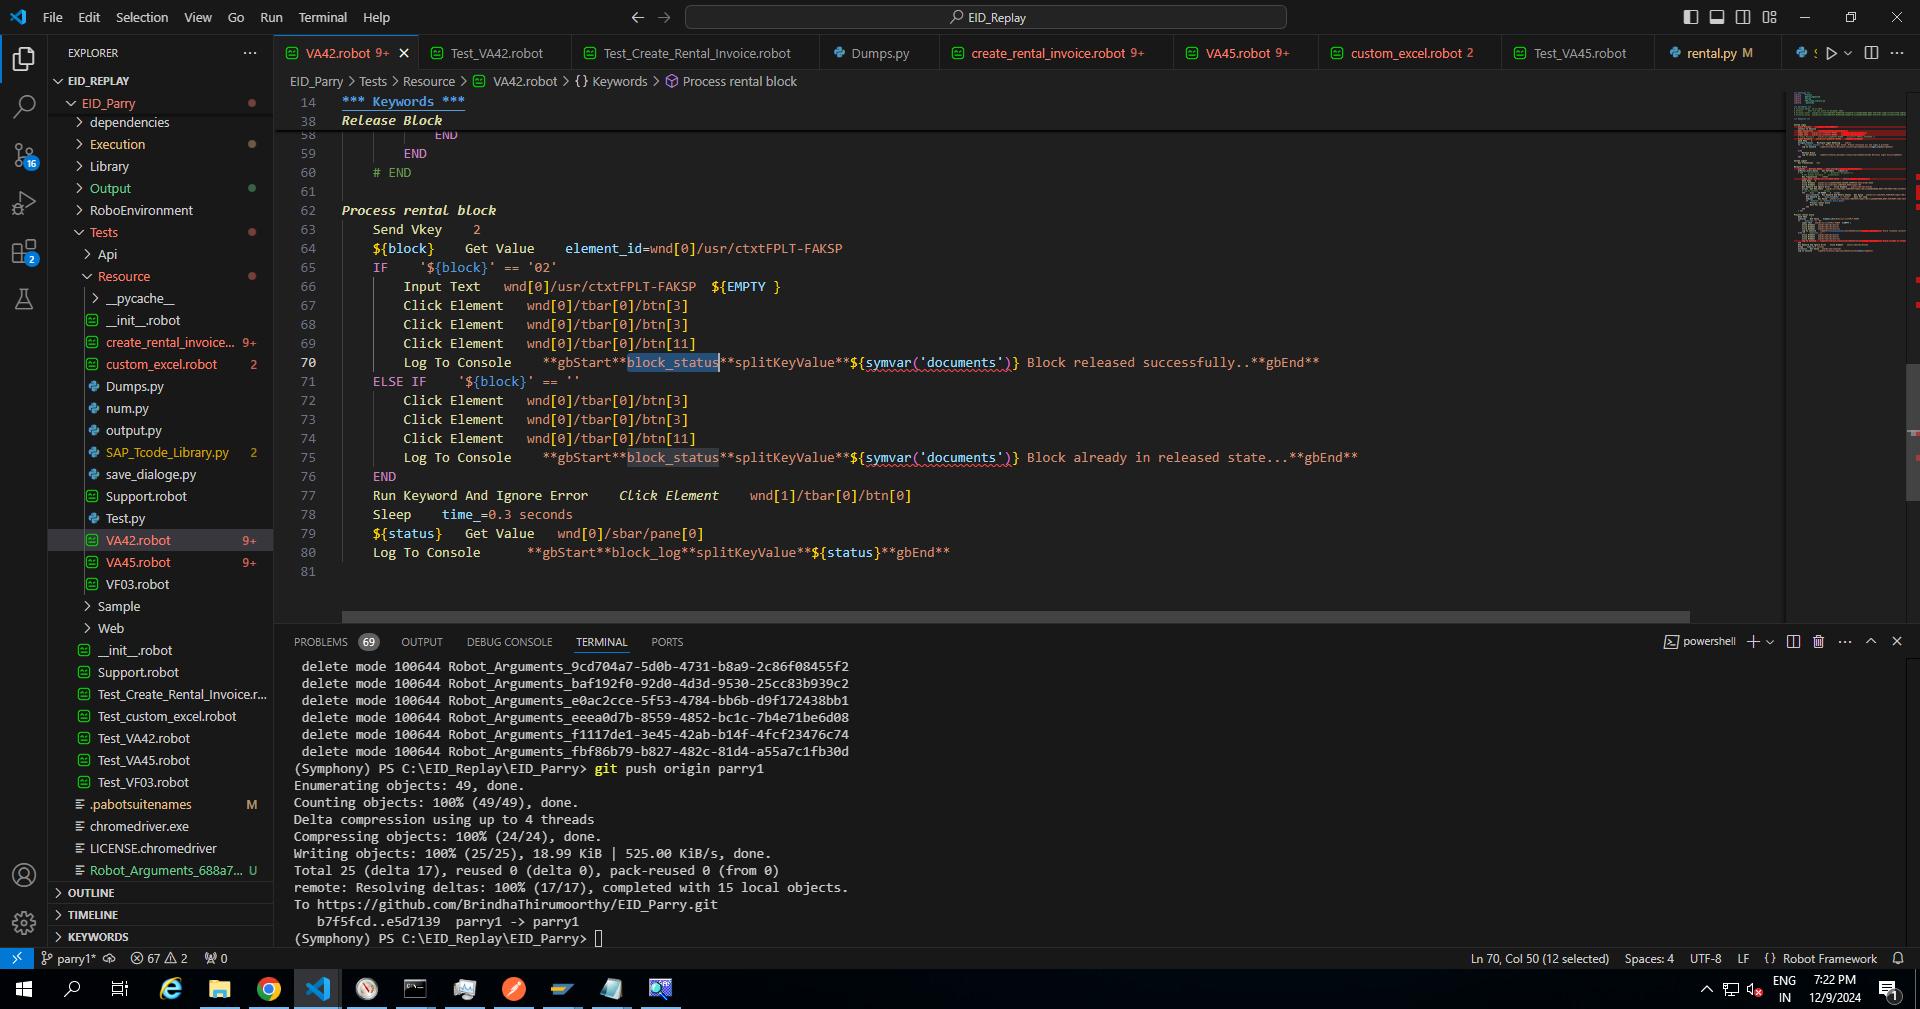 File Edit Selection View Go Run Terminal Help
EID_Replay
EXPLORER
EID_REPLAY
EID_Parry
dependencies
Execution
Library
Output
RoboEnvironment
Tests
Api
Resource
__pycache__
__init__.robot
create_rental_invoice... 9+
custom_excel.robot 2
Dumps.py
num.py
output.py
SAP_Tcode_Library.py 2
save_dialoge.py
Support.robot
Test.py
VA42.robot 9+
VA45.robot 9+
VF03.robot
Sample
Web
__init__.robot
Support.robot
Test_Create_Rental_Invoice.r...
Test_custom_excel.robot
Test_VA42.robot
Test_VA45.robot
Test_VF03.robot
.pabotsuitenames M
chromedriver.exe
LICENSE.chromedriver
Robot_Arguments_688a7... U
OUTLINE
TIMELINE
KEYWORDS
16
2
VA42.robot 9+
Test_VA42.robot
Test_Create_Rental_Invoice.robot
Dumps.py
create_rental_invoice.robot 9+
VA45.robot 9+
custom_excel.robot 2
Test_VA45.robot
rental.py M
EID_Parry > Tests > Resource > VA42.robot > {} Keywords > Process rental block
14 *** Keywords ***
38 Release Block
58 END
59 END
60 # END
61
62 Process rental block
63 Send Vkey 2
64 ${block} Get Value element_id=wnd[0]/usr/ctxtFPLT-FAKSP
65 IF '${block}' == '02'
66 Input Text wnd[0]/usr/ctxtFPLT-FAKSP ${EMPTY }
67 Click Element wnd[0]/tbar[0]/btn[3]
68 Click Element wnd[0]/tbar[0]/btn[3]
69 Click Element wnd[0]/tbar[0]/btn[11]
70 Log To Console **gbStart**block_status**splitKeyValue**${symvar('documents')} Block released successfully..**gbEnd**
71 ELSE IF '${block}' == ''
72 Click Element wnd[0]/tbar[0]/btn[3]
73 Click Element wnd[0]/tbar[0]/btn[3]
74 Click Element wnd[0]/tbar[0]/btn[11]
75 Log To Console **gbStart**block_status**splitKeyValue**${symvar('documents')} Block already in released state...**gbEnd**
76 END
77 Run Keyword And Ignore Error Click Element wnd[1]/tbar[0]/btn[0]
78 Sleep time_=0.3 seconds
79 ${status} Get Value wnd[0]/sbar/pane[0]
80 Log To Console **gbStart**block_log**splitKeyValue**${status}**gbEnd**
81
PROBLEMS 69 OUTPUT DEBUG CONSOLE TERMINAL PORTS
powershell
delete mode 100644 Robot_Arguments_9cd704a7-5d0b-4731-b8a9-2c86f08455f2
delete mode 100644 Robot_Arguments_baf192f0-92d0-4d3d-9530-25cc83b939c2
delete mode 100644 Robot_Arguments_e0ac2cce-5f53-4784-bb6b-d9f172438bb1
delete mode 100644 Robot_Arguments_eeea0d7b-8559-4852-bc1c-7b4e71be6d08
delete mode 100644 Robot_Arguments_f1117de1-3e45-42ab-b14f-4fcf23476c74
delete mode 100644 Robot_Arguments_fbf86b79-b827-482c-81d4-a55a7c1fb30d
(Symphony) PS C:\EID_Replay\EID_Parry> git push origin parry1
Enumerating objects: 49, done.
Counting objects: 100% (49/49), done.
Delta compression using up to 4 threads
Compressing objects: 100% (24/24), done.
Writing objects: 100% (25/25), 18.99 KiB | 525.00 KiB/s, done.
Total 25 (delta 17), reused 0 (delta 0), pack-reused 0 (from 0)
remote: Resolving deltas: 100% (17/17), completed with 15 local objects.
To https://github.com/BrindhaThirumoorthy/EID_Parry.git
b7f5fcd..e5d7139 parry1 -> parry1
(Symphony) PS C:\EID_Replay\EID_Parry>
parry1* 67 2 0
Ln 70, Col 50 (12 selected) Spaces: 4 UTF-8 LF {} Robot Framework
ENG
IN
7:22 PM
12/9/2024
1